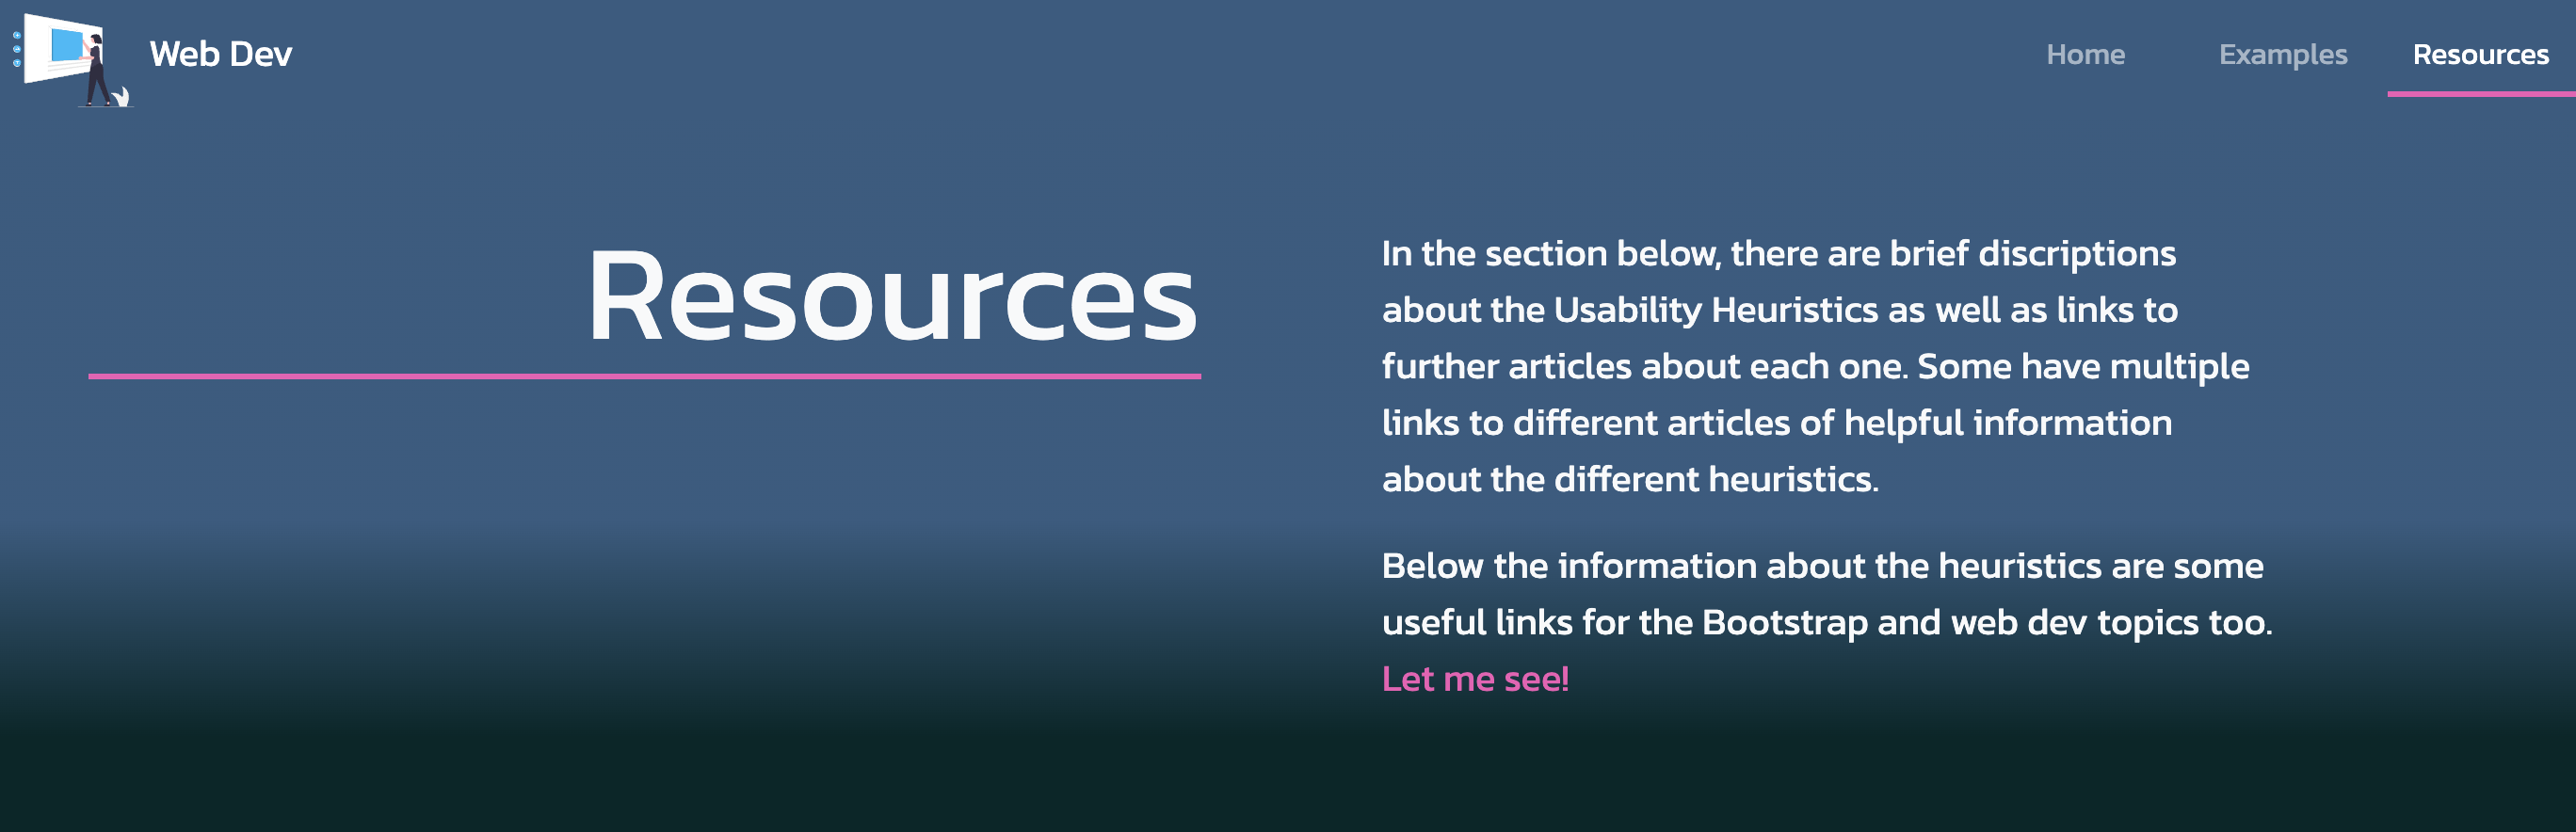 Web Dev
Home
Examples
Resources
Resources
In the section below, there are brief discriptions
about the Usability Heuristics as well as links to
further articles about each one. Some have multiple
links to different articles of helpful information
about the different heuristics.
Below the information about the heuristics are some
useful links for the Bootstrap and web dev topics too.
Let me see!